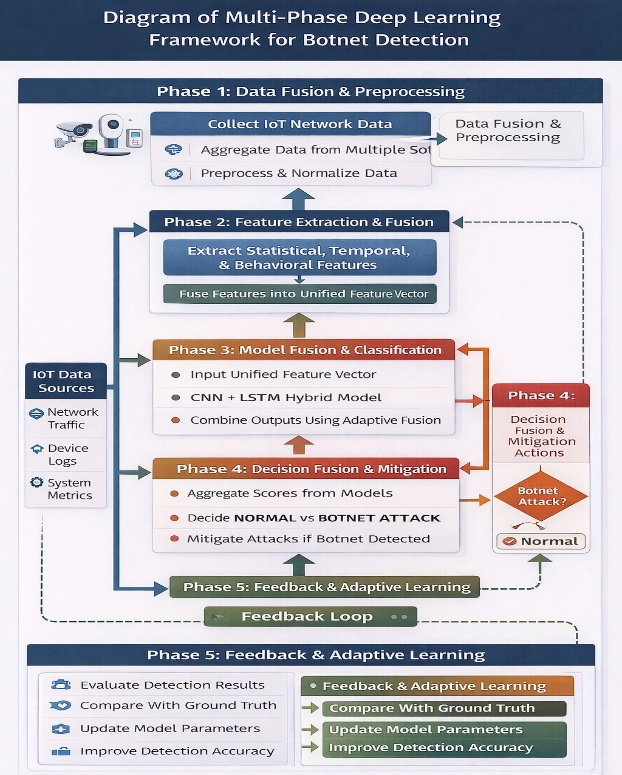 Diagram of Multi-Phase Deep Learning
Framework for Botnet Detection
Phase 1: Data Fusion & Preprocessing
Collect IoT Network Data
Aggregate Data from Multiple Sot
Preprocess & Normalize Data
Data Fusion &
Preprocessing
Phase 2: Feature Extraction & Fusion
Extract Statistical, Temporal,
& Behavioral Features
Fuse Features into Unified Feature Vector
Phase 3: Model Fusion & Classification
Input Unified Feature Vector
CNN + LSTM Hybrid Model
Combine Outputs Using Adaptive Fusion
IOT Data
Sources
Network
Traffic
Device
Logs
System
Metrics
Phase 4: Decision Fusion & Mitigation
Aggregate Scores from Models
Decide NORMAL vs BOTNET ATTACK
Mitigate Attacks if Botnet Detected
Phase 4:
Decision
Fusion &
Mitigation
Actions
Botnet
Attack?
Normal
Phase 5: Feedback & Adaptive Learning
Feedback Loop
Phase 5: Feedback & Adaptive Learning
Evaluate Detection Results
Compare With Ground Truth
Update Model Parameters
Improve Detection Accuracy
Feedback & Adaptive Learning
Compare With Ground Truth
Update Model Parameters
Improve Detection Accuracy